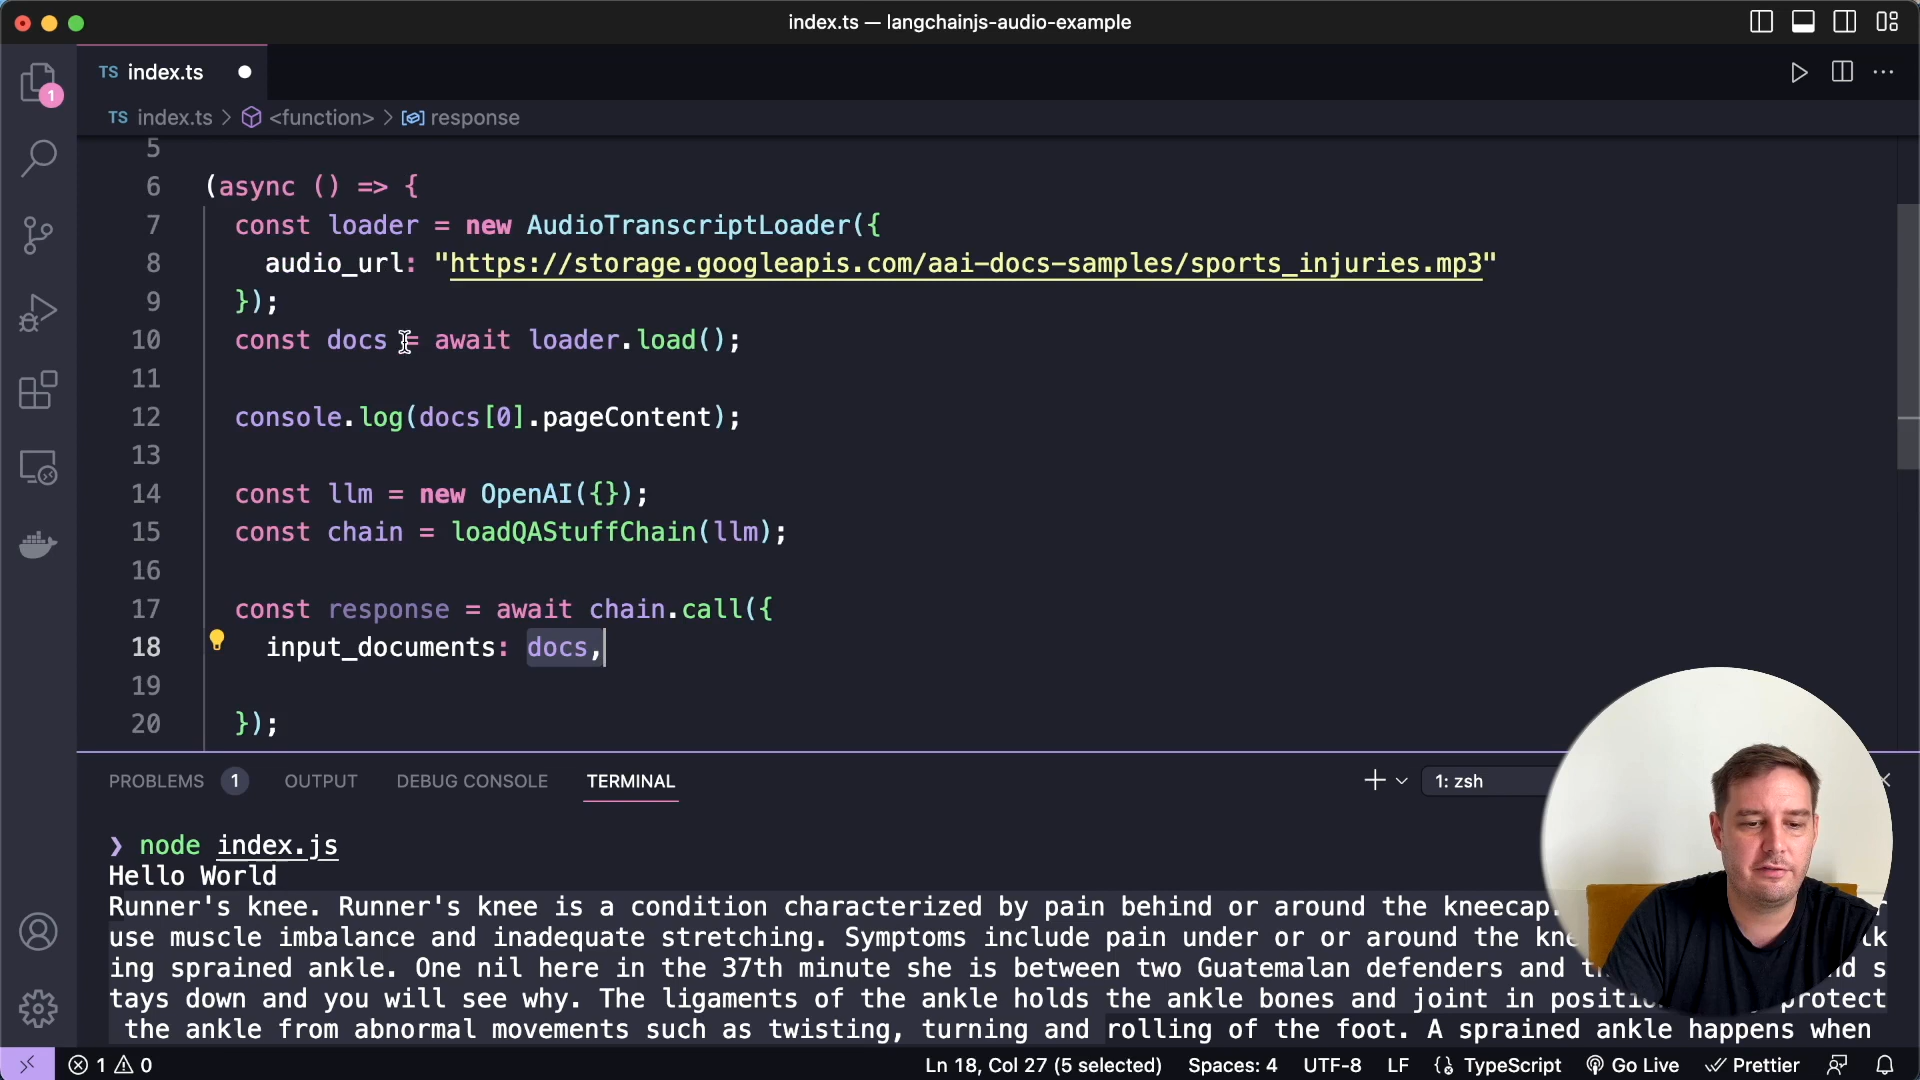 index.ts — langchainjs-audio-example
TS index.ts
1
TS index.ts > <function> > response
5
6 (async () => {
7 const loader = new AudioTranscriptLoader({
8 audio_url: "https://storage.googleapis.com/aai-docs-samples/sports_injuries.mp3"
9 });
10 const docs = await loader.load();
11
12 console.log(docs[0].pageContent);
13
14 const llm = new OpenAI({});
15 const chain = loadQAStuffChain(llm);
16
17 const response = await chain.call({
18 input_documents: docs,
19
20 });
PROBLEMS 1 OUTPUT DEBUG CONSOLE TERMINAL 1: zsh
❯ node index.js
Hello World
Runner's knee. Runner's knee is a condition characterized by pain behind or around the kneecap.
use muscle imbalance and inadequate stretching. Symptoms include pain under or or around the
ing sprained ankle. One nil here in the 37th minute she is between two Guatemalan defenders and s
tays down and you will see why. The ligaments of the ankle holds the ankle bones and joint in protect
the ankle from abnormal movements such as twisting, turning and rolling of the foot. A sprained ankle happens when
1 0 Ln 18, Col 27 (5 selected) Spaces: 4 UTF-8 LF TypeScript Go Live Prettier